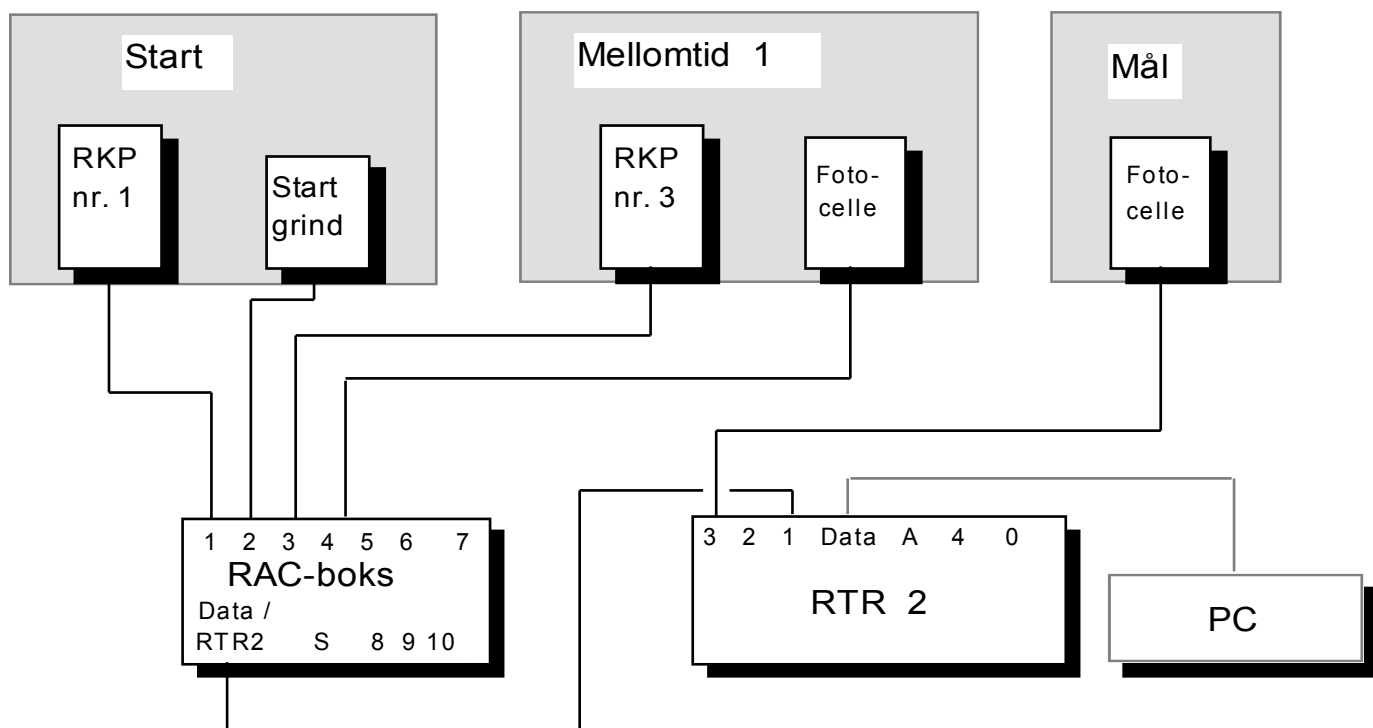 Start
Mellomtid 1
Mål
RKP
nr. 1
Start
grind
RKP
nr. 3
Foto-
celle
Foto-
celle
1 2 3 4 5 6 7
RAC-boks
Data /
RTR2 S 8 9 10
3 2 1 Data A 4 0
RTR 2
PC